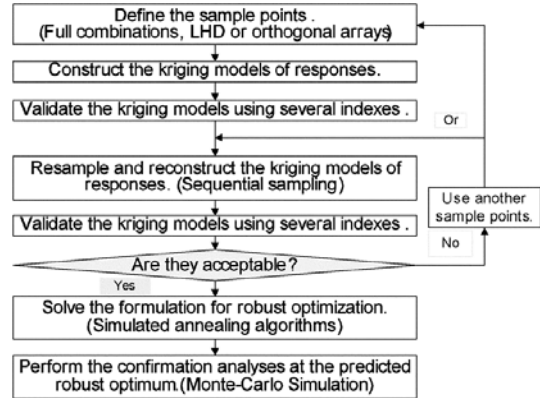 Define the sample points .
(Full combinations, LHD or orthogonal arrays)
Construct the kriging models of responses.
Validate the kriging models using several indexes .
Or
Resample and reconstruct the kriging models of
responses. (Sequential sampling)
Use another
sample points.
Validate the kriging models using several indexes .
No
Are they acceptable?
Yes
Solve the formulation for robust optimization.
(Simulated annealing algorithms)
Perform the confirmation analyses at the predicted
robust optimum.(Monte-Carlo Simulation)